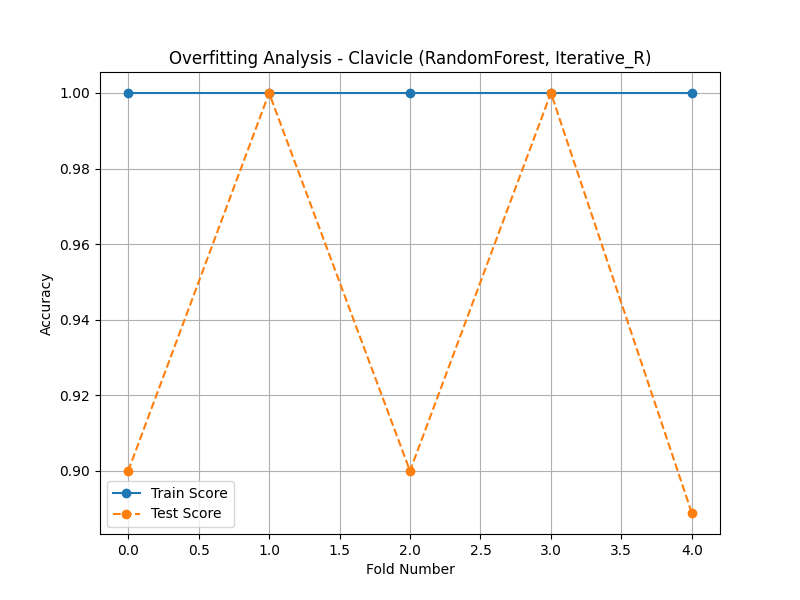 Overfitting Analysis - Clavicle (RandomForest, Iterative_R)
Accuracy
1.00
0.98
0.96
0.94
0.92
0.90
Train Score
Test Score
0.0 0.5 1.0 1.5 2.0 2.5 3.0 3.5 4.0
Fold Number